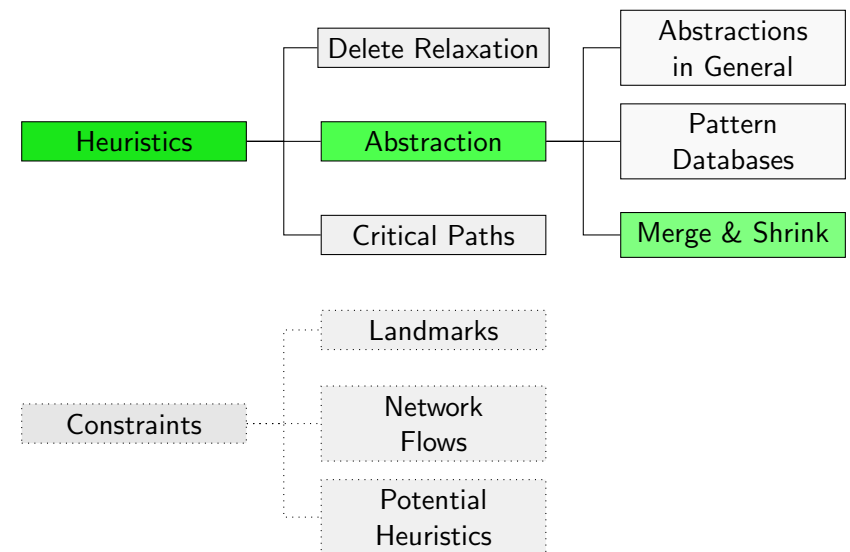 Delete Relaxation
Abstractions
in General
Heuristics
Abstraction
Pattern
Databases
Critical Paths
Merge & Shrink
Landmarks
Constraints
Network
Flows
Potential
Heuristics